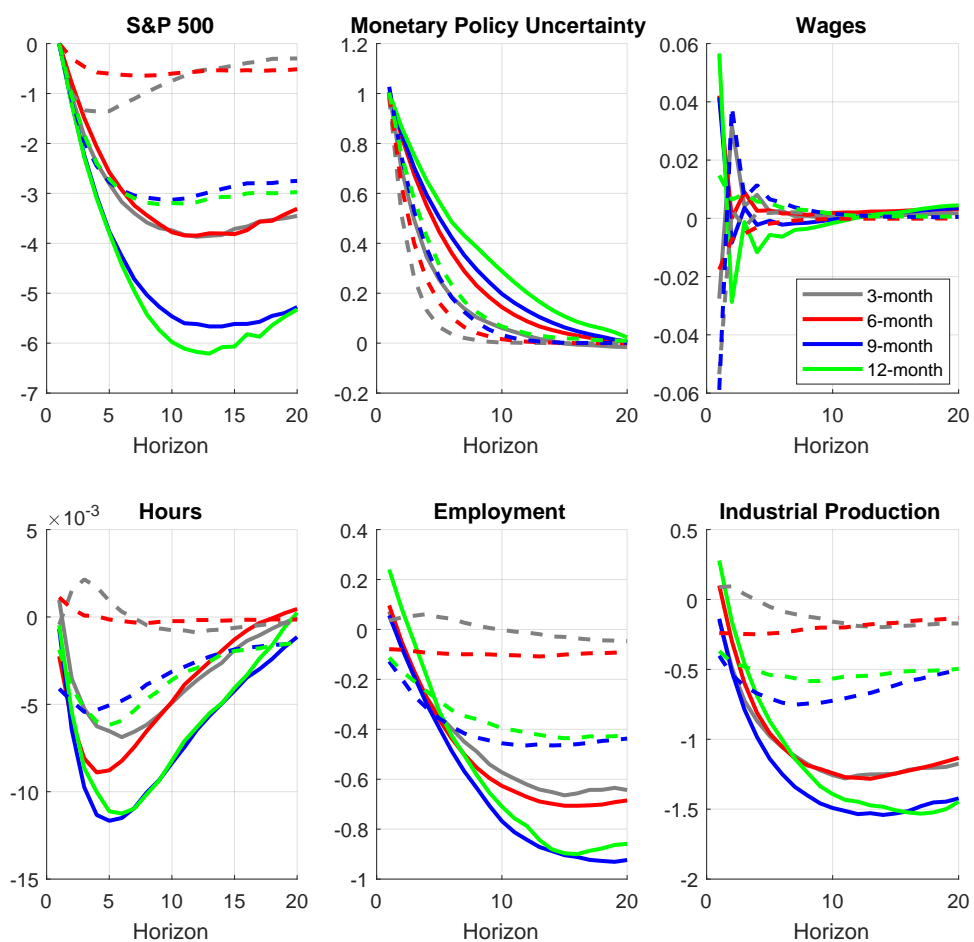 S&P 500
0
-1
-2
-3
-4
-5
-6
-7
0 5 10 15 20
Horizon
Monetary Policy Uncertainty
1.2
1
0.8
0.6
0.4
0.2
0
-0.2
0 10 20
Horizon
Wages
0.06
0.04
0.02
0
-0.02
-0.04
-0.06
0 10 20
Horizon
3-month
6-month
9-month
12-month
Hours
×10⁻³
5
0
-5
-10
-15
0 5 10 15 20
Horizon
Employment
0.4
0.2
0
-0.2
-0.4
-0.6
-0.8
-1
0 10 20
Horizon
Industrial Production
0.5
0
-0.5
-1
-1.5
-2
0 10 20
Horizon